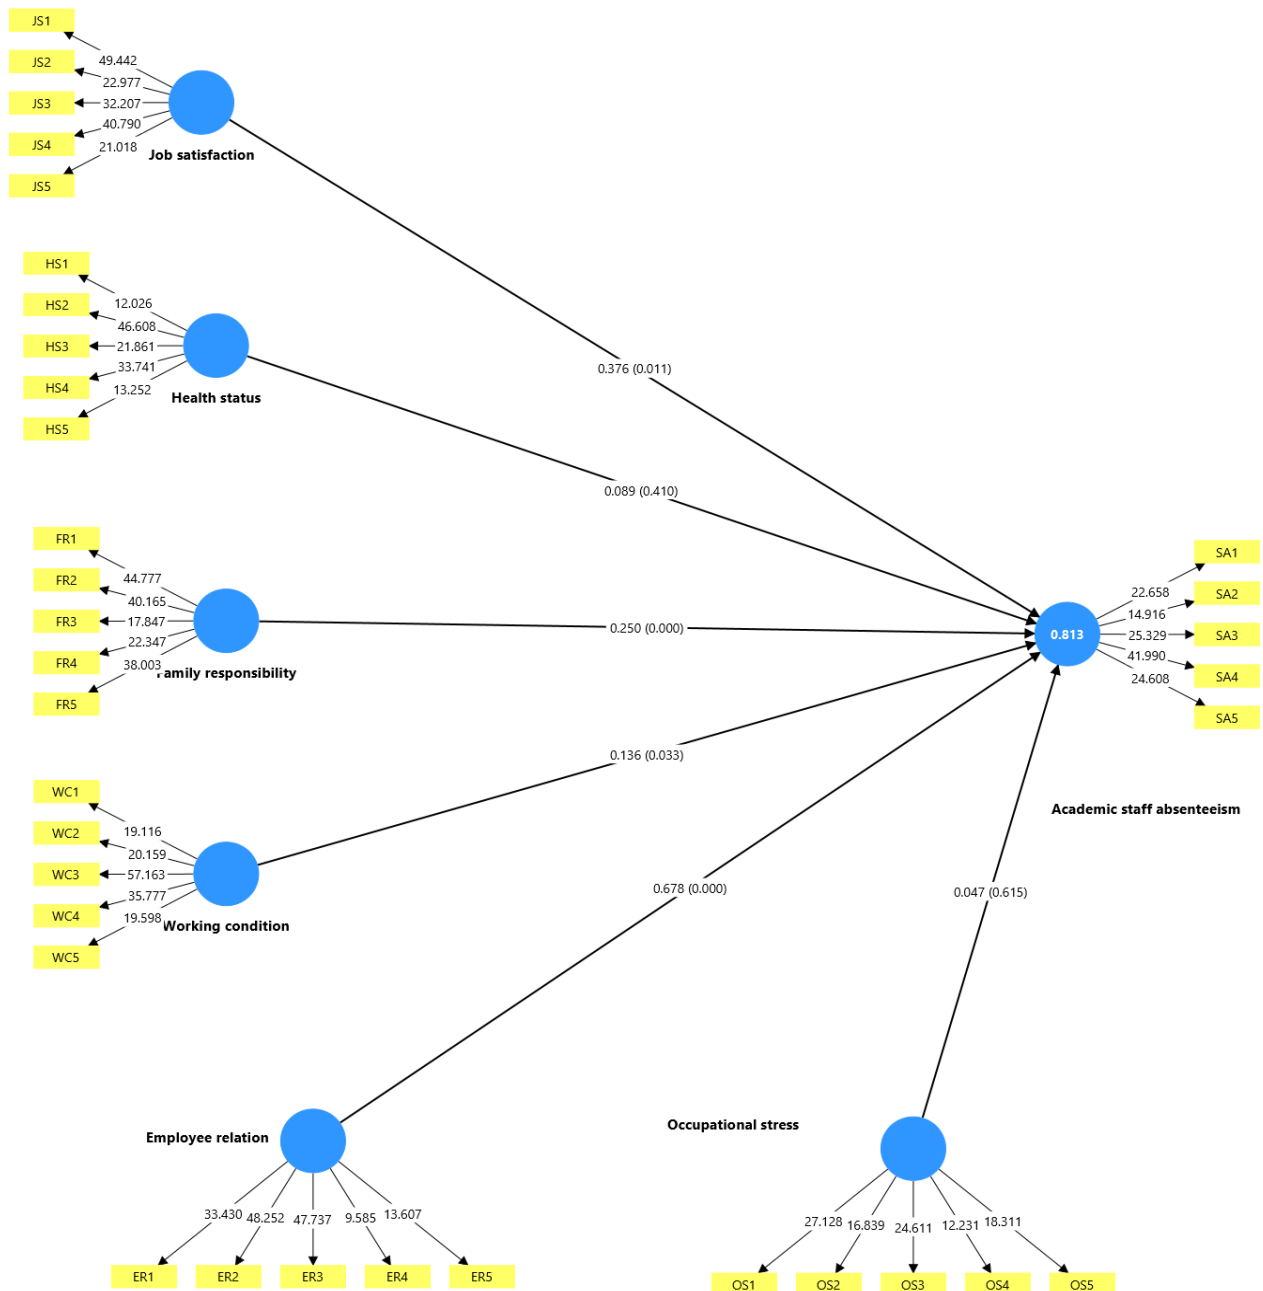 JS1
49.442
JS2
22.977
JS3
32.207
JS4
40.790
JS5
21.018
Job satisfaction
HS1
12.026
HS2
46.608
HS3
21.861
HS4
33.741
HS5
13.252
Health status
0.376 (0.011)
0.089 (0.410)
FR1
44.777
FR2
40.165
FR3
17.847
FR4
22.347
FR5
38.003
Family responsibility
0.250 (0.000)
0.813
SA1
22.658
SA2
14.916
SA3
25.329
SA4
41.990
SA5
24.608
Academic staff absenteeism
WC1
19.116
WC2
20.159
WC3
57.163
WC4
35.777
WC5
19.598
Working condition
0.136 (0.033)
0.678 (0.000)
0.047 (0.615)
Employee relation
33.430
48.252
47.737
9.585
13.607
ER1
ER2
ER3
ER4
ER5
Occupational stress
27.128
16.839
24.611
12.231
18.311
OS1
OS2
OS3
OS4
OS5